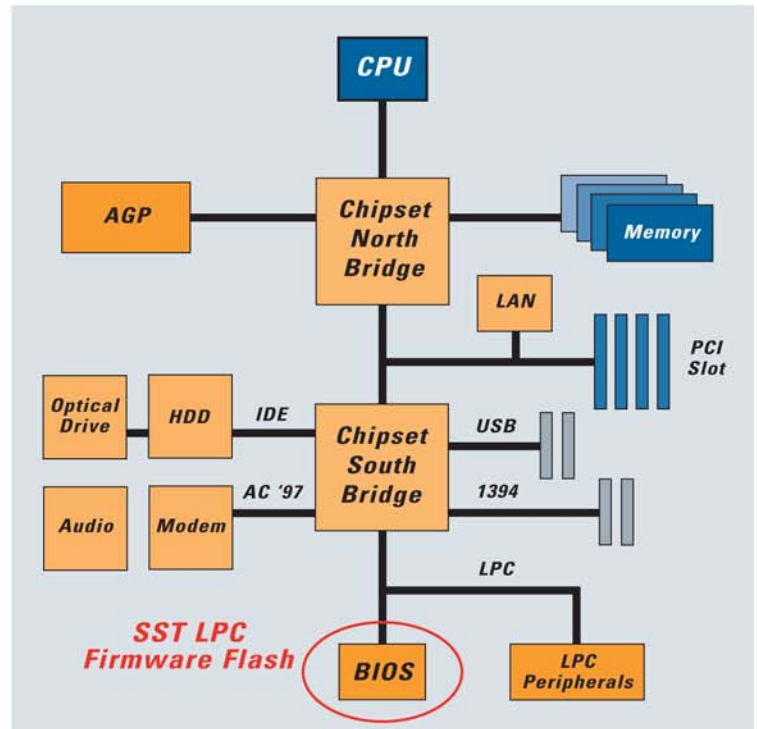 CPU
AGP
Chipset
North
Bridge
Memory
LAN
PCI
Slot
Optical
Drive
HDD
IDE
Chipset
South
Bridge
USB
Audio
Modem
AC '97
1394
LPC
SST LPC
Firmware Flash
BIOS
LPC
Peripherals